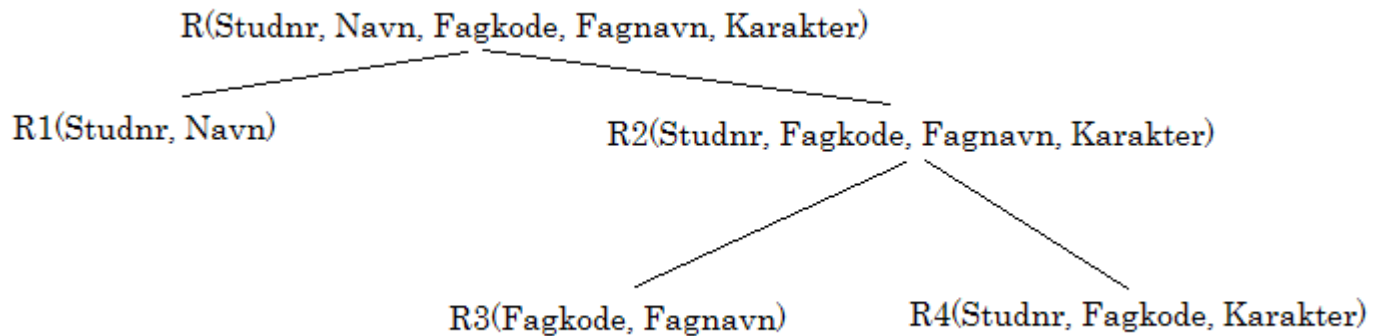 R(Studnr, Navn, Fagkode, Fagnavn, Karakter)
R1(Studnr, Navn)
R2(Studnr, Fagkode, Fagnavn, Karakter)
R3(Fagkode, Fagnavn)
R4(Studnr, Fagkode, Karakter)